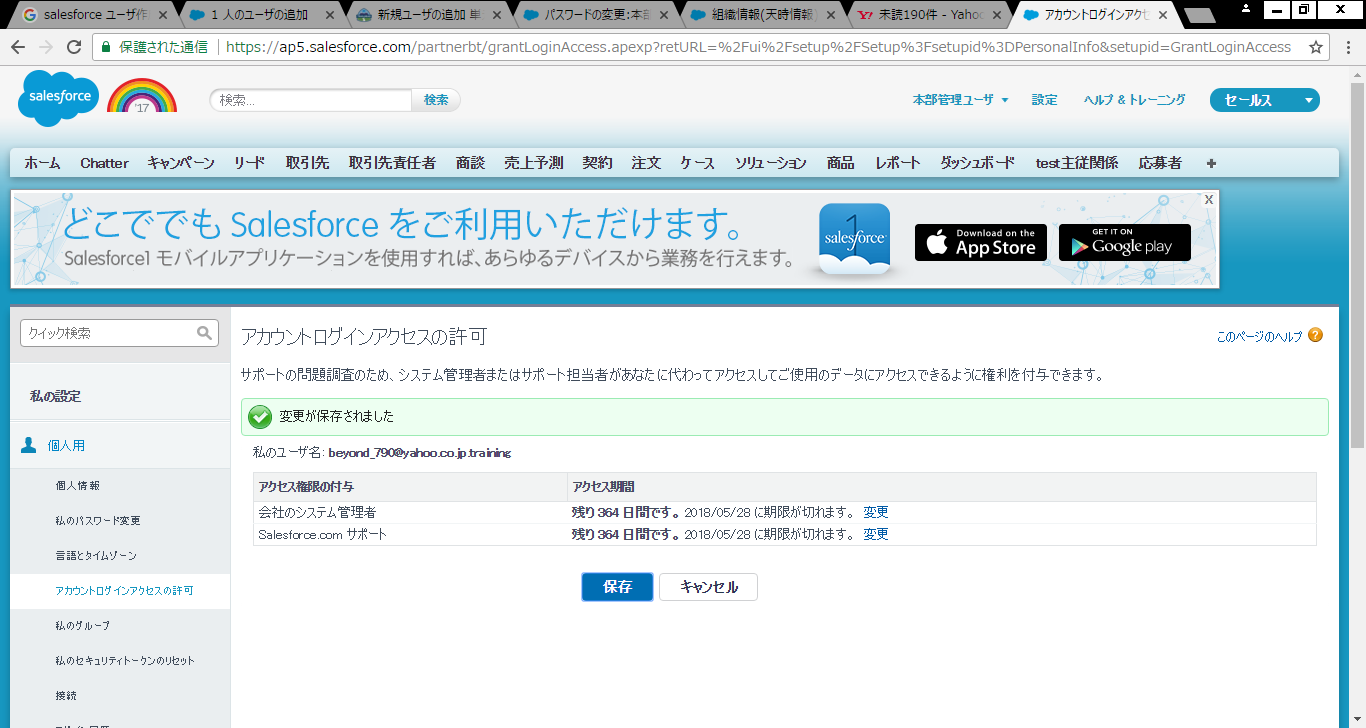 salesforce ユーザ作
1 人のユーザの追加
新規ユーザの追加 単
パスワードの変更:本部
組織情報(天時情報)
未読190件 - Yahoo
アカウントログインアクセ
保護された通信
https://ap5.salesforce.com/partnerbt/grantLoginAccess.apexp?retURL=%2Fui%2Fsetup%2FSetup%3Fsetupid%3DPersonalInfo&setupid=GrantLoginAccess
salesforce
'17
検索...
検索
本部管理ユーザ
設定
ヘルプ & トレーニング
セールス
ホーム Chatter キャンペーン リード 取引先 取引先責任者 商談 売上予測 契約 注文 ケース ソリューション 商品 レポート ダッシュボード test主従関係 応募者 +
どこででも Salesforce をご利用いただけます。
Salesforce1 モバイルアプリケーションを使用すれば、あらゆるデバイスから業務を行えます。
1
salesforce
Download on the
App Store
GET IT ON
Google play
X
クイック検索
私の設定
個人用
個人情報
私のパスワード変更
言語とタイムゾーン
アカウントログインアクセスの許可
私のグループ
私のセキュリティトークンのリセット
接続
アカウントログインアクセスの許可
このページのヘルプ ?
サポートの問題調査のため、システム管理者またはサポート担当者があなたに代わってアクセスしてご使用のデータにアクセスできるように権利を付与できます。
変更が保存されました
私のユーザ名: beyond_790@yahoo.co.jp.training
アクセス権限の付与 アクセス期間
会社のシステム管理者 残り 364 日間です。2018/05/28 に期限が切れます。 変更
Salesforce.com サポート 残り 364 日間です。2018/05/28 に期限が切れます。 変更
保存 キャンセル